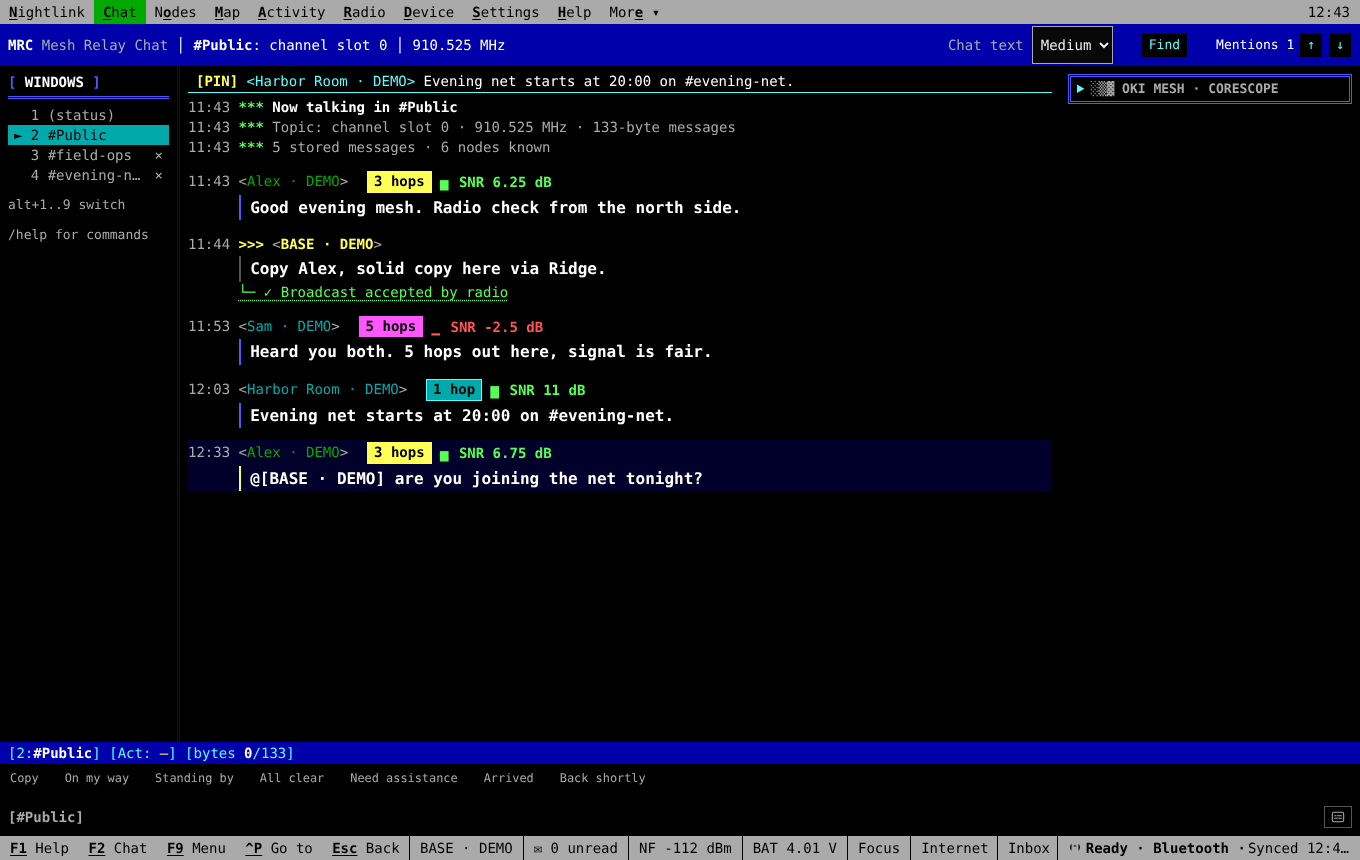 Nightlink Chat Nodes Map Activity Radio Device Settings Help More ▾ 12:43
MRC Mesh Relay Chat │ #Public: channel slot 0 │ 910.525 MHz Chat text Medium Find Mentions 1 ↑ ↓
[ WINDOWS ]
1 (status)
► 2 #Public
3 #field-ops ×
4 #evening-n… ×
alt+1..9 switch
/help for commands
[PIN] <Harbor Room · DEMO> Evening net starts at 20:00 on #evening-net.
11:43 *** Now talking in #Public
11:43 *** Topic: channel slot 0 · 910.525 MHz · 133-byte messages
11:43 *** 5 stored messages · 6 nodes known
11:43 <Alex · DEMO> 3 hops SNR 6.25 dB
Good evening mesh. Radio check from the north side.
11:44 >>> <BASE · DEMO>
Copy Alex, solid copy here via Ridge.
└─ ✓ Broadcast accepted by radio
11:53 <Sam · DEMO> 5 hops SNR -2.5 dB
Heard you both. 5 hops out here, signal is fair.
12:03 <Harbor Room · DEMO> 1 hop SNR 11 dB
Evening net starts at 20:00 on #evening-net.
12:33 <Alex · DEMO> 3 hops SNR 6.75 dB
@[BASE · DEMO] are you joining the net tonight?
► ░▒▓ OKI MESH · CORESCOPE
[2:#Public] [Act: —] [bytes 0/133]
Copy On my way Standing by All clear Need assistance Arrived Back shortly
[#Public]
F1 Help F2 Chat F9 Menu ^P Go to Esc Back BASE · DEMO ✉ 0 unread NF -112 dBm BAT 4.01 V Focus Internet Inbox Ready · Bluetooth · Synced 12:4…